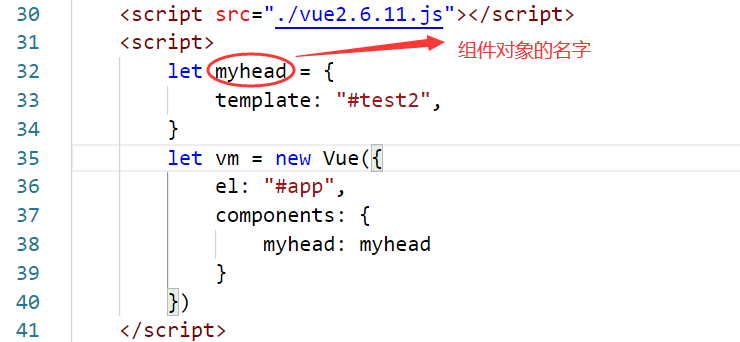 30 <script src="./vue2.6.11.js"></script>
31 <script>
32 let myhead = { 组件对象的名字
33 template: "#test2",
34 }
35 let vm = new Vue({
36 el: "#app",
37 components: {
38 myhead: myhead
39 }
40 })
41 </script>